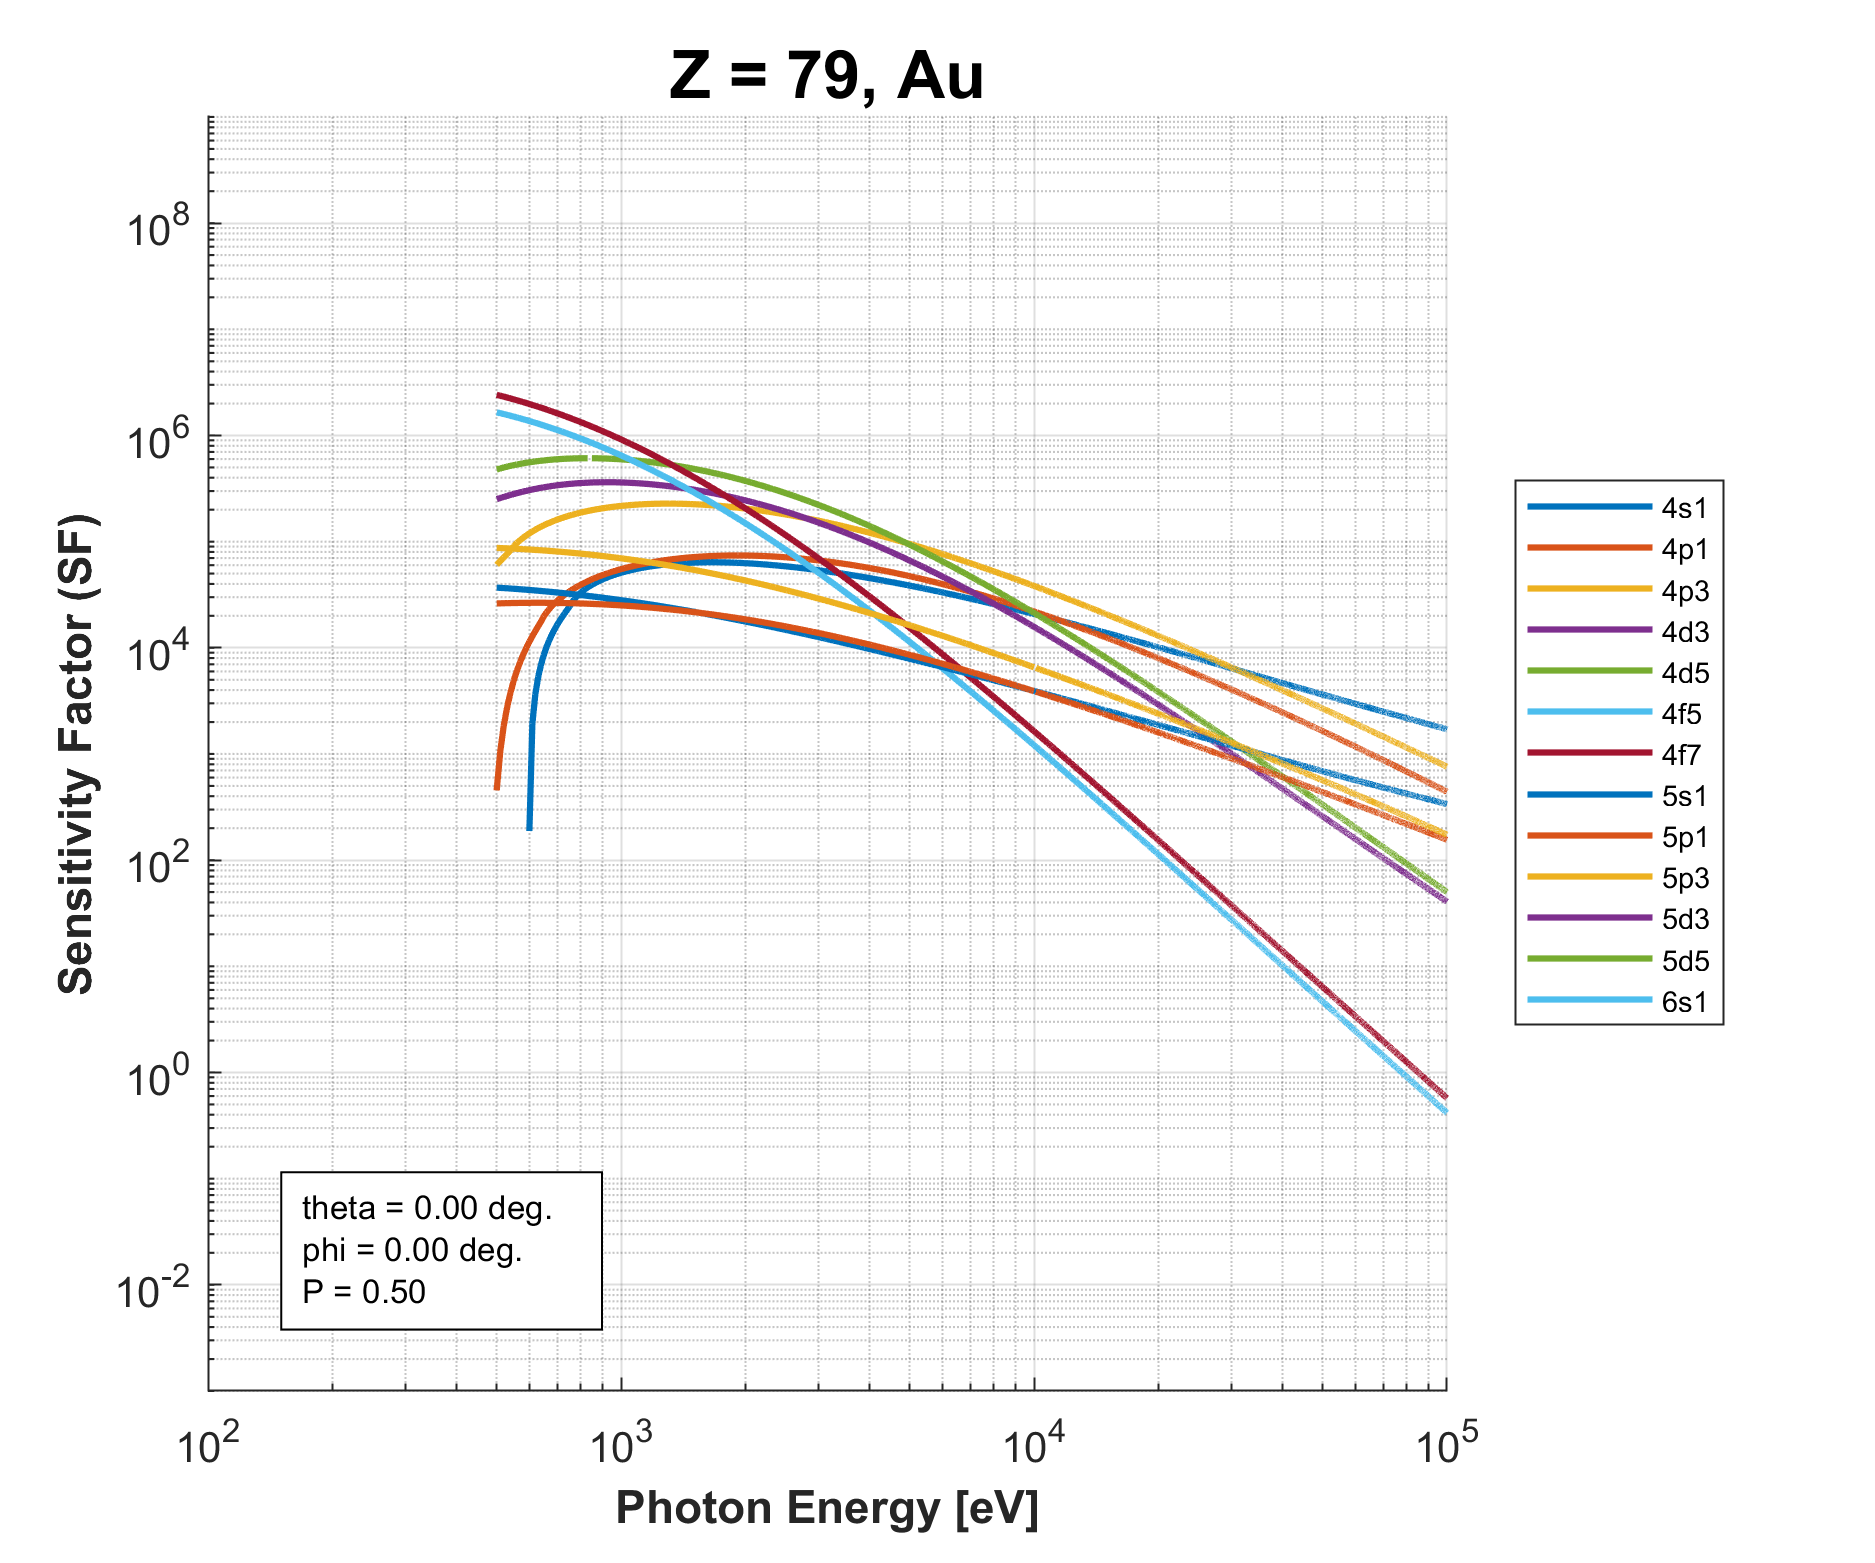 Z = 79, Au
Sensitivity Factor (SF)
10^8
10^6
10^4
10^2
10^0
10^-2
10^2
10^3
10^4
10^5
Photon Energy [eV]
theta = 0.00 deg.
phi = 0.00 deg.
P = 0.50
4s1
4p1
4p3
4d3
4d5
4f5
4f7
5s1
5p1
5p3
5d3
5d5
6s1